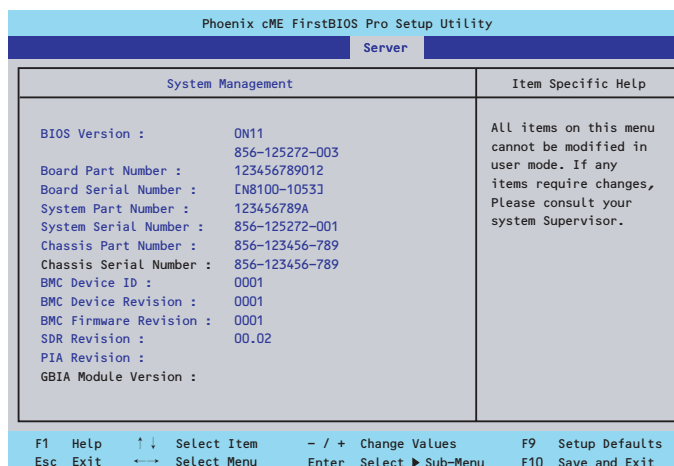 Phoenix cME FirstBIOS Pro Setup Utility
Server
System Management
Item Specific Help
BIOS Version : 0N11
856-125272-003
Board Part Number : 123456789012
Board Serial Number : [N8100-1053]
System Part Number : 123456789A
System Serial Number : 856-125272-001
Chassis Part Number : 856-123456-789
Chassis Serial Number : 856-123456-789
BMC Device ID : 0001
BMC Device Revision : 0001
BMC Firmware Revision : 0001
SDR Revision : 00.02
PIA Revision :
GBIA Module Version :
All items on this menu
cannot be modified in
user mode. If any
items require changes,
Please consult your
system Supervisor.
F1 Help ↑↓ Select Item - / + Change Values F9 Setup Defaults
Esc Exit ←→ Select Menu Enter Select ▶ Sub-Menu F10 Save and Exit